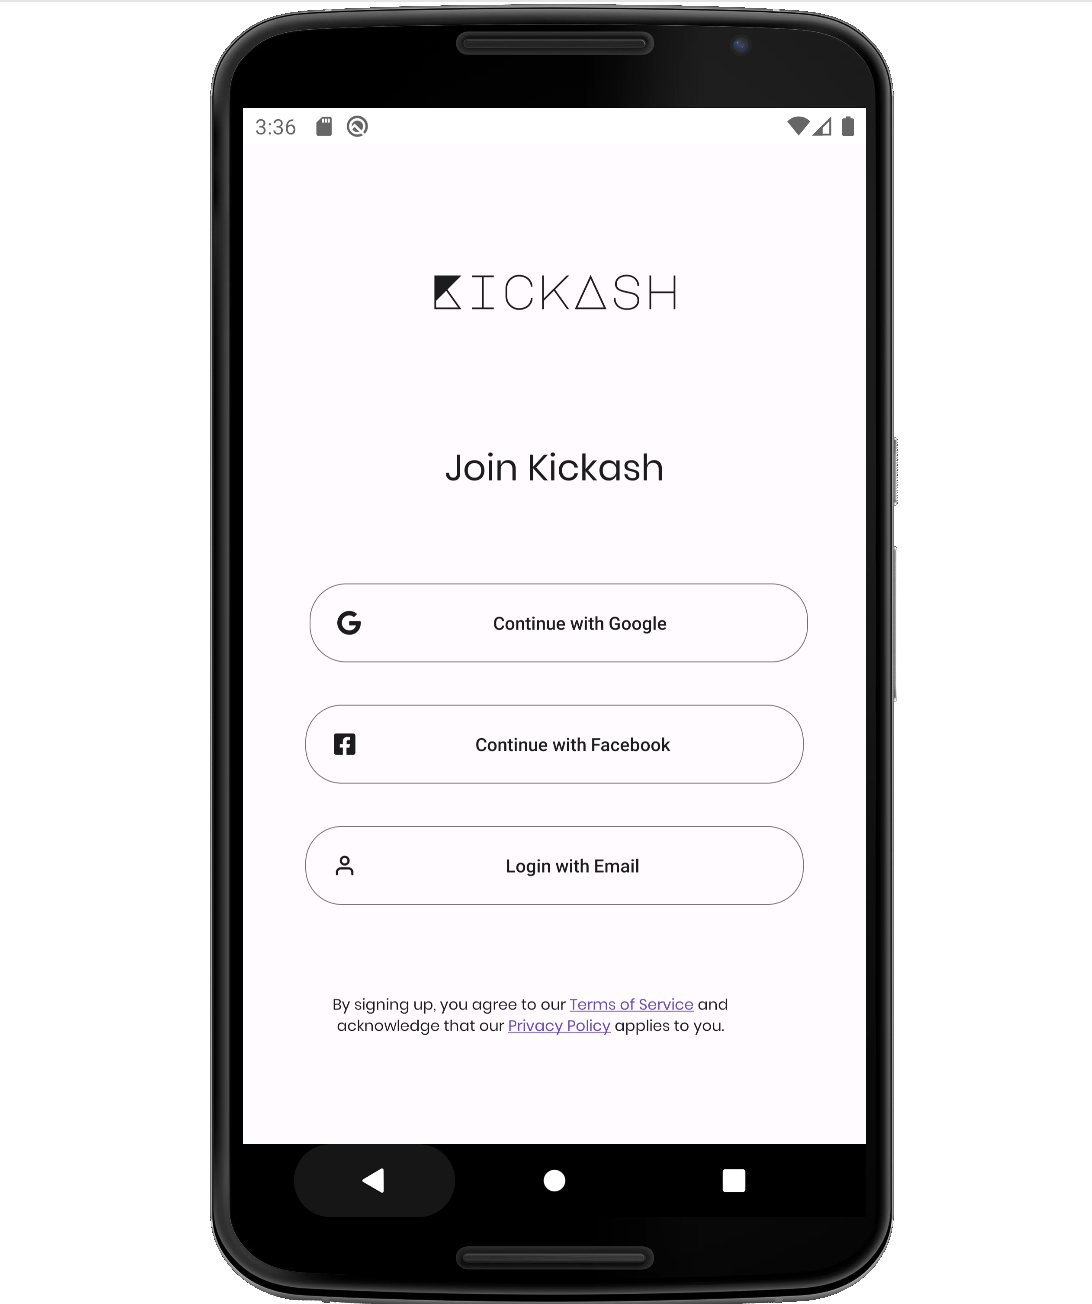 3:36
KICKASH
Join Kickash
Continue with Google
Continue with Facebook
Login with Email
By signing up, you agree to our Terms of Service and
acknowledge that our Privacy Policy applies to you.